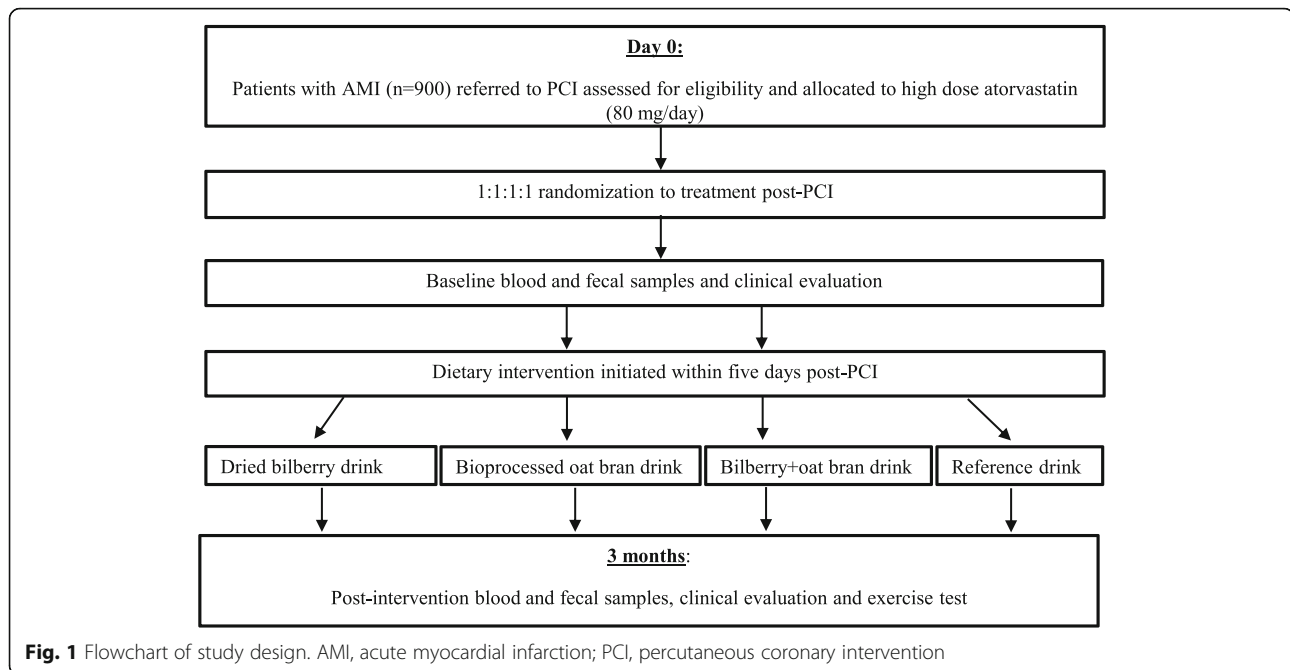 Day 0:
Patients with AMI (n=900) referred to PCI assessed for eligibility and allocated to high dose atorvastatin
(80 mg/day)
1:1:1:1 randomization to treatment post-PCI
Baseline blood and fecal samples and clinical evaluation
Dietary intervention initiated within five days post-PCI
Dried bilberry drink
Bioprocessed oat bran drink
Bilberry+oat bran drink
Reference drink
3 months:
Post-intervention blood and fecal samples, clinical evaluation and exercise test
Fig. 1 Flowchart of study design. AMI, acute myocardial infarction; PCI, percutaneous coronary intervention